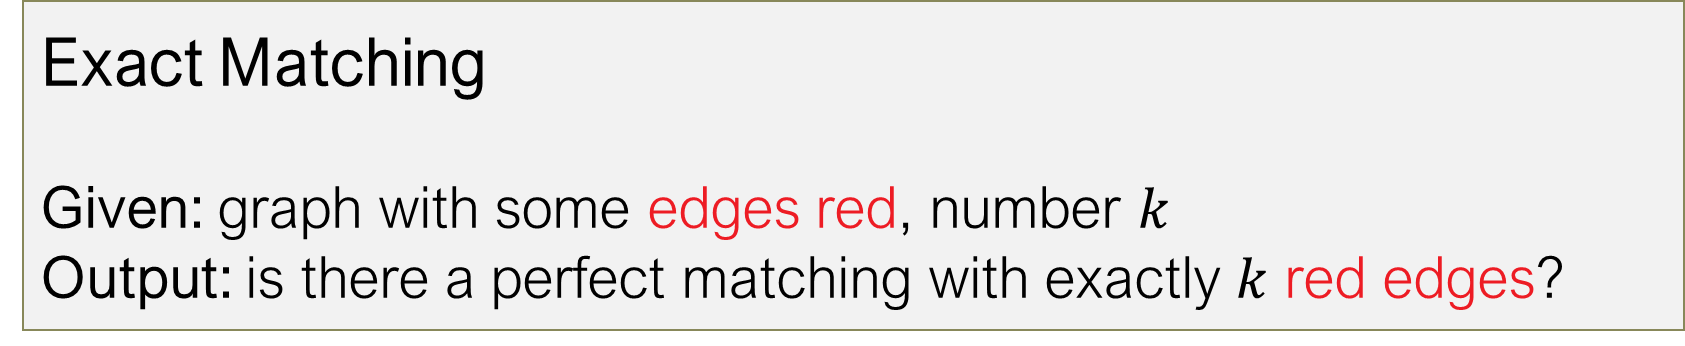 Exact Matching
Given: graph with some edges red, number k
Output: is there a perfect matching with exactly k red edges?